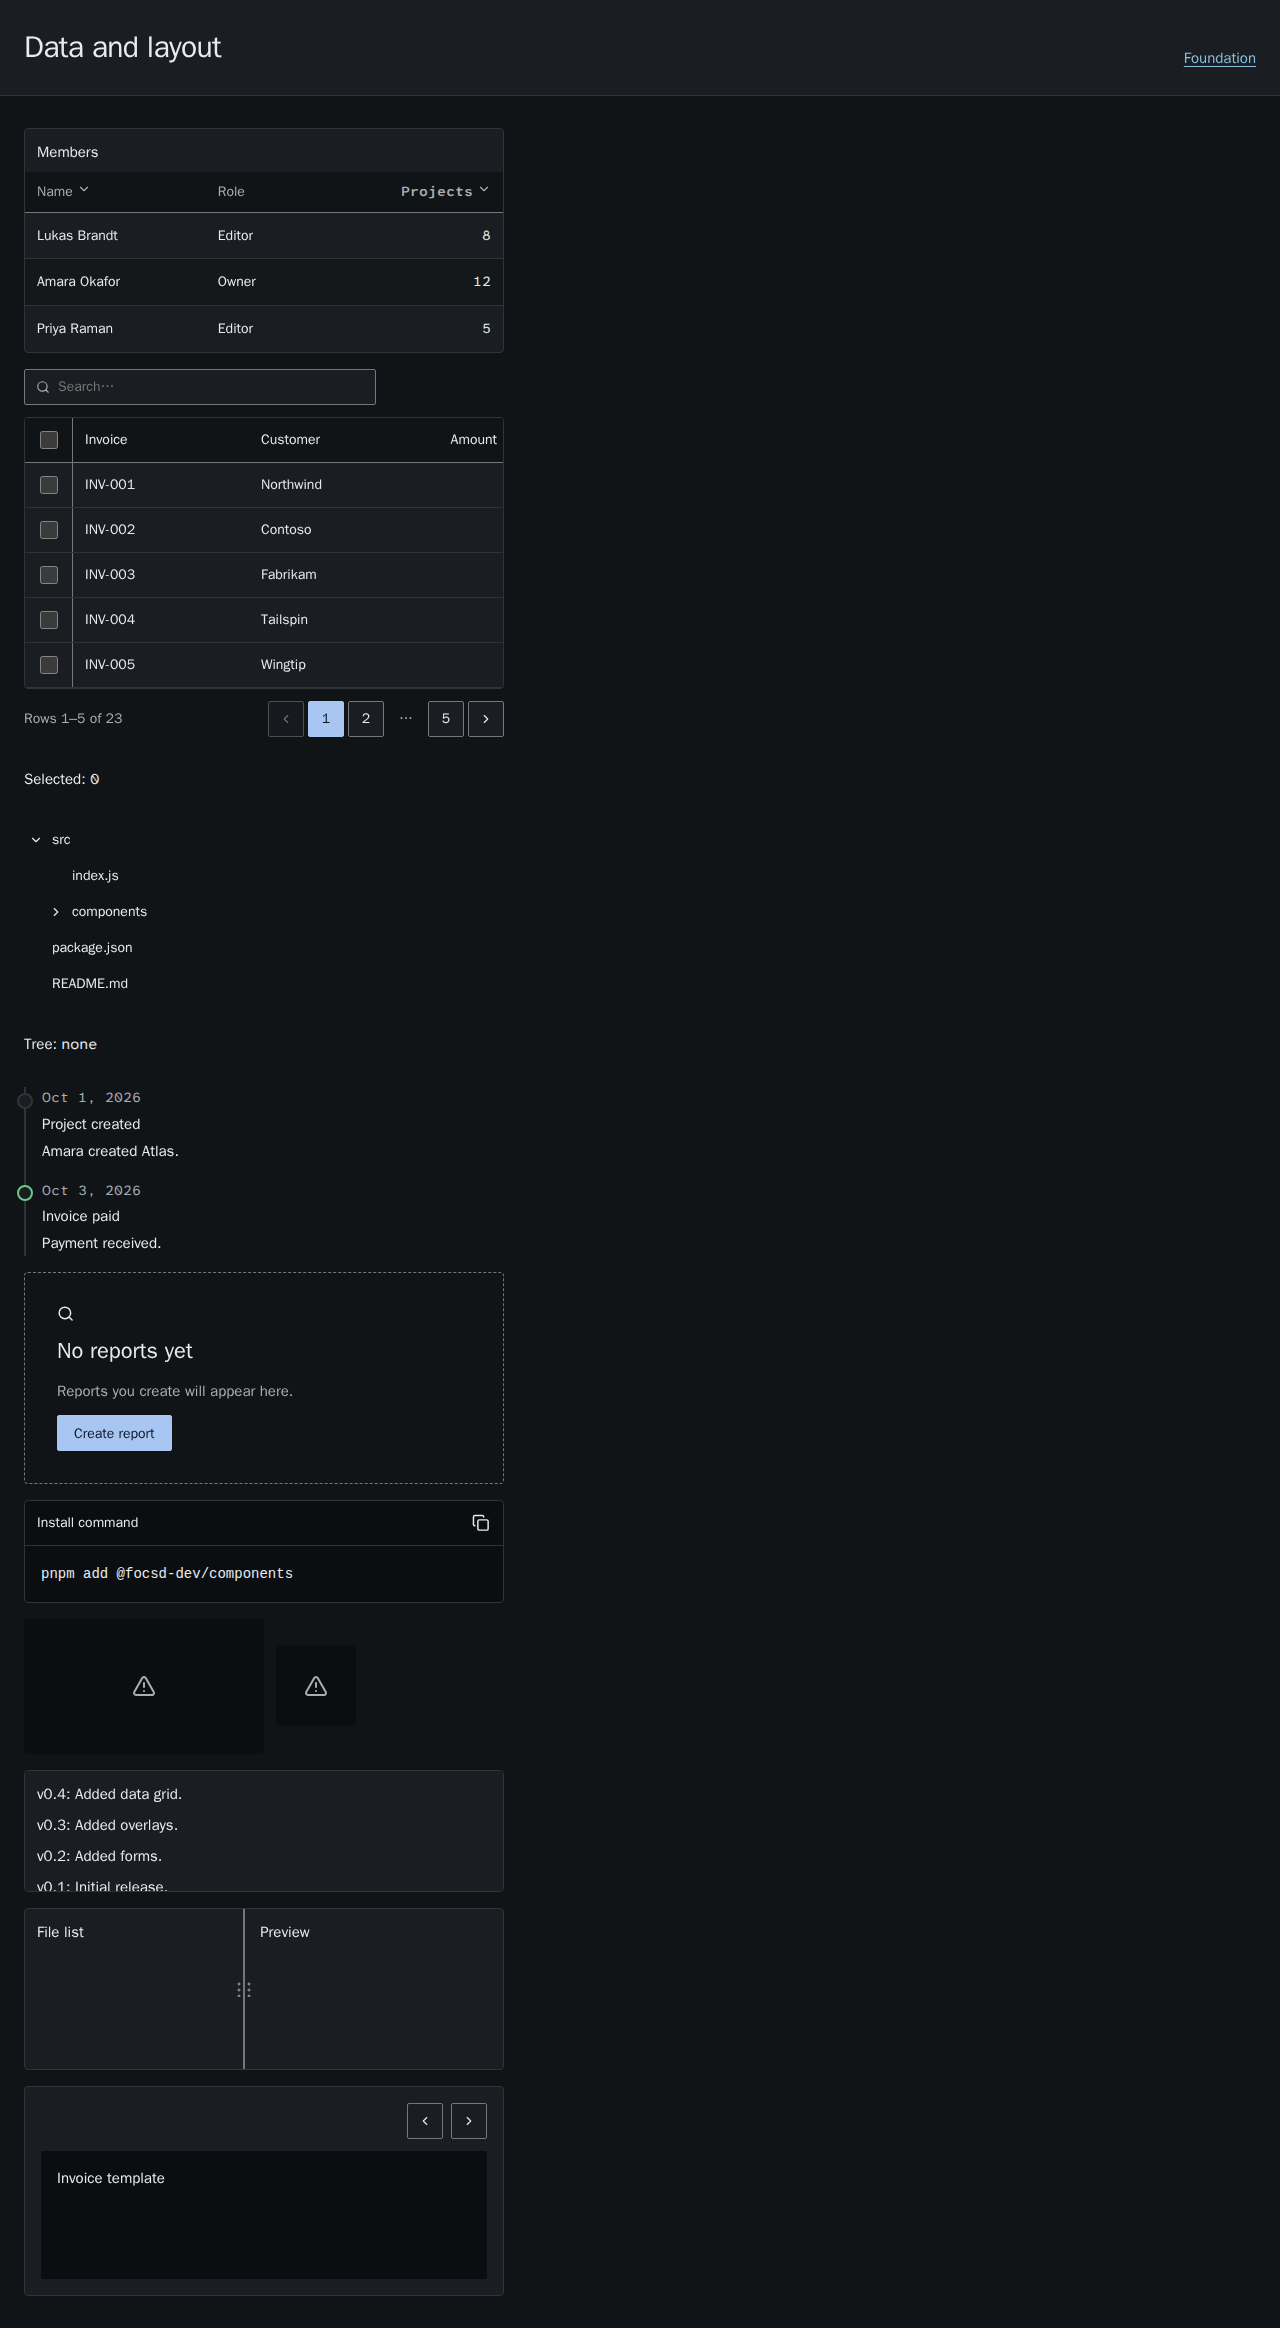 Data and layout
Foundation
Members
Name Role Projects
Lukas Brandt Editor 8
Amara Okafor Owner 12
Priya Raman Editor 5
Search…
Invoice Customer Amount
INV-001 Northwind
INV-002 Contoso
INV-003 Fabrikam
INV-004 Tailspin
INV-005 Wingtip
Rows 1–5 of 23 1 2 … 5
Selected: 0
src
index.js
components
package.json
README.md
Tree: none
Oct 1, 2026
Project created
Amara created Atlas.
Oct 3, 2026
Invoice paid
Payment received.
No reports yet
Reports you create will appear here.
Create report
Install command
pnpm add @focsd-dev/components
v0.4: Added data grid.
v0.3: Added overlays.
v0.2: Added forms.
v0.1: Initial release.
File list Preview
Invoice template